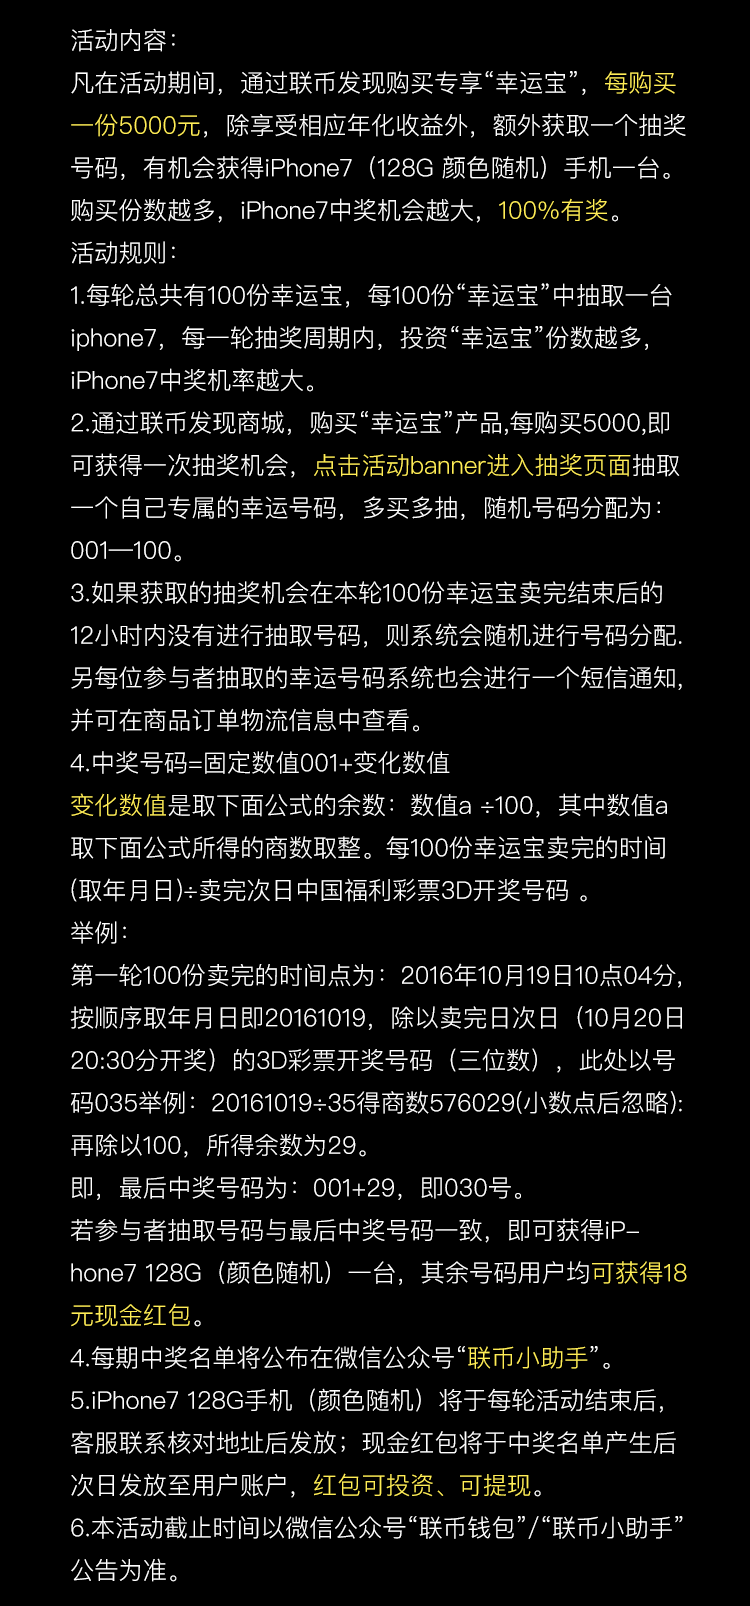 活动内容：
凡在活动期间，通过联币发现购买专享“幸运宝”，每购买
一份5000元，除享受相应年化收益外，额外获取一个抽奖
号码，有机会获得iPhone7（128G 颜色随机）手机一台。
购买份数越多，iPhone7中奖机会越大，100%有奖。
活动规则：
1.每轮总共有100份幸运宝，每100份“幸运宝”中抽取一台
iphone7，每一轮抽奖周期内，投资“幸运宝”份数越多，
iPhone7中奖机率越大。
2.通过联币发现商城，购买“幸运宝”产品,每购买5000,即
可获得一次抽奖机会，点击活动banner进入抽奖页面抽取
一个自己专属的幸运号码，多买多抽，随机号码分配为：
001—100。
3.如果获取的抽奖机会在本轮100份幸运宝卖完结束后的
12小时内没有进行抽取号码，则系统会随机进行号码分配.
另每位参与者抽取的幸运号码系统也会进行一个短信通知,
并可在商品订单物流信息中查看。
4.中奖号码=固定数值001+变化数值
变化数值是取下面公式的余数：数值a ÷100，其中数值a
取下面公式所得的商数取整。每100份幸运宝卖完的时间
(取年月日)÷卖完次日中国福利彩票3D开奖号码 。
举例：
第一轮100份卖完的时间点为：2016年10月19日10点04分,
按顺序取年月日即20161019，除以卖完日次日（10月20日
20:30分开奖）的3D彩票开奖号码（三位数），此处以号
码035举例：20161019÷35得商数576029(小数点后忽略):
再除以100，所得余数为29。
即，最后中奖号码为：001+29，即030号。
若参与者抽取号码与最后中奖号码一致，即可获得iP-
hone7 128G（颜色随机）一台，其余号码用户均可获得18
元现金红包。
4.每期中奖名单将公布在微信公众号“联币小助手”。
5.iPhone7 128G手机（颜色随机）将于每轮活动结束后，
客服联系核对地址后发放；现金红包将于中奖名单产生后
次日发放至用户账户，红包可投资、可提现。
6.本活动截止时间以微信公众号“联币钱包”/“联币小助手”
公告为准。